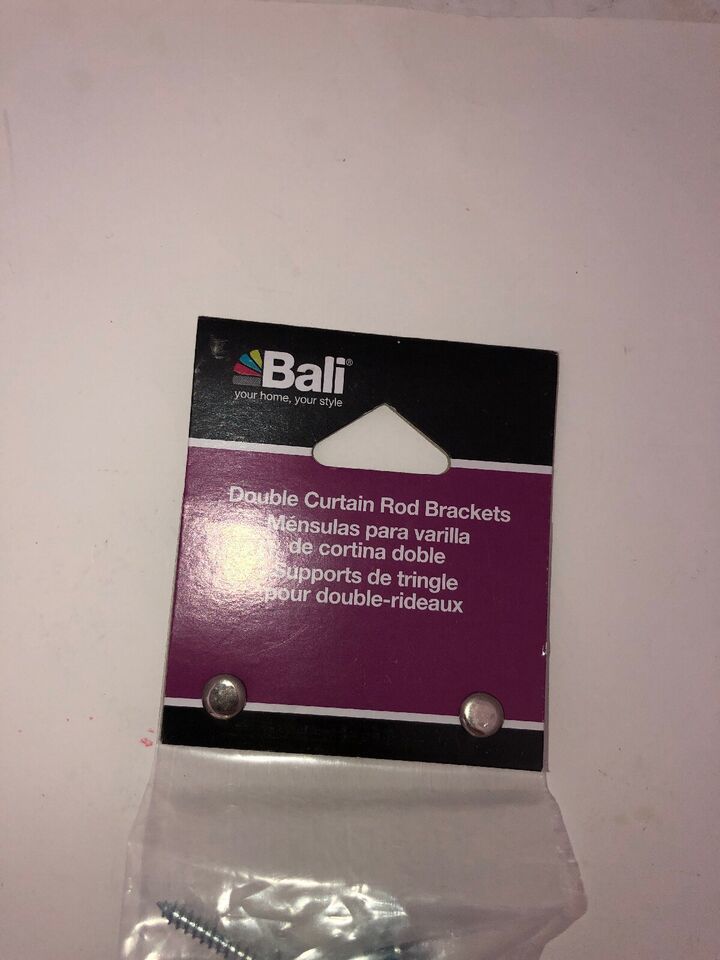 Bali®
your home, your style
Double Curtain Rod Brackets
Ménsulas para varilla
de cortina doble
Supports de tringle
pour double-rideaux